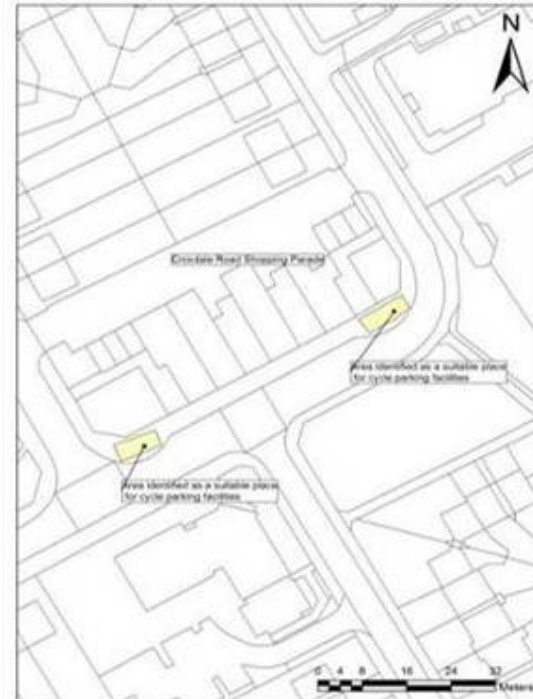 N
Road Shopping Parade
Area identified as a suitable place
for cycle parking facilities
Area identified as a suitable place
for cycle parking facilities
0 4 8 16 24 32
Meters